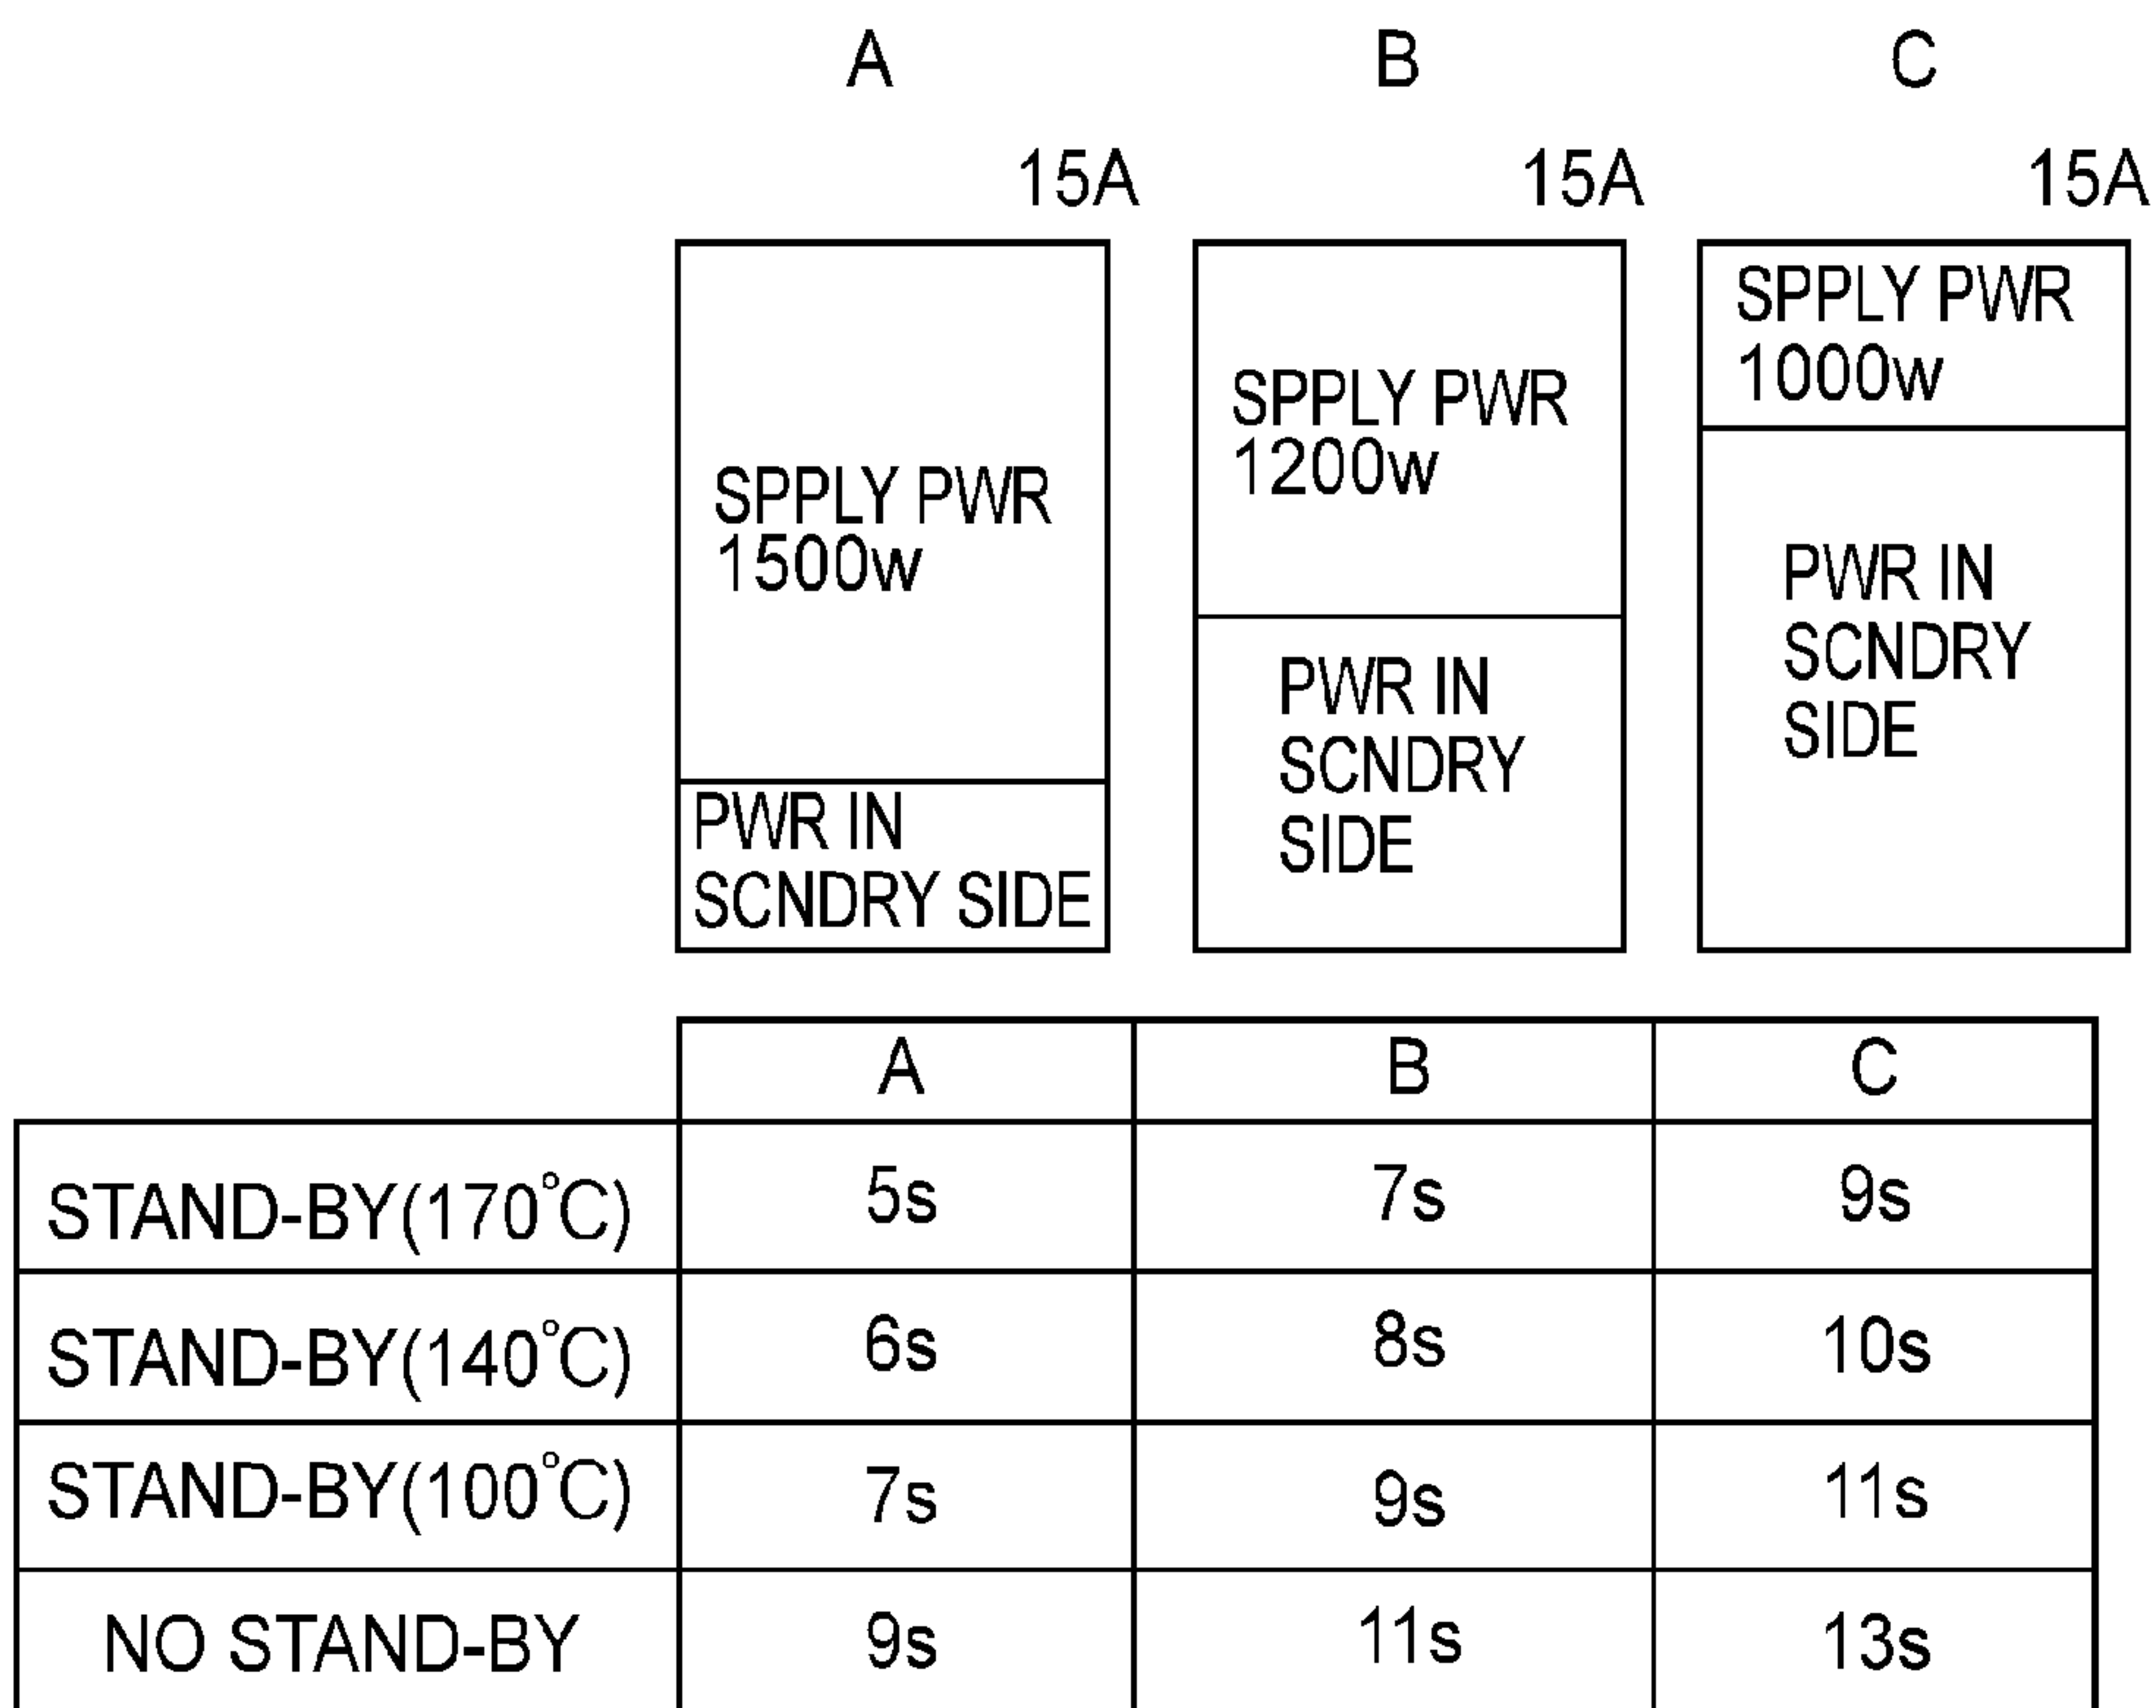 A B C
15A 15A 15A
SPPLY PWR
1500w
PWR IN
SCNDRY SIDE
SPPLY PWR
1200w
PWR IN
SCNDRY
SIDE
SPPLY PWR
1000w
PWR IN
SCNDRY
SIDE
A B C
STAND-BY(170°C) 5s 7s 9s
STAND-BY(140°C) 6s 8s 10s
STAND-BY(100°C) 7s 9s 11s
NO STAND-BY 9s 11s 13s